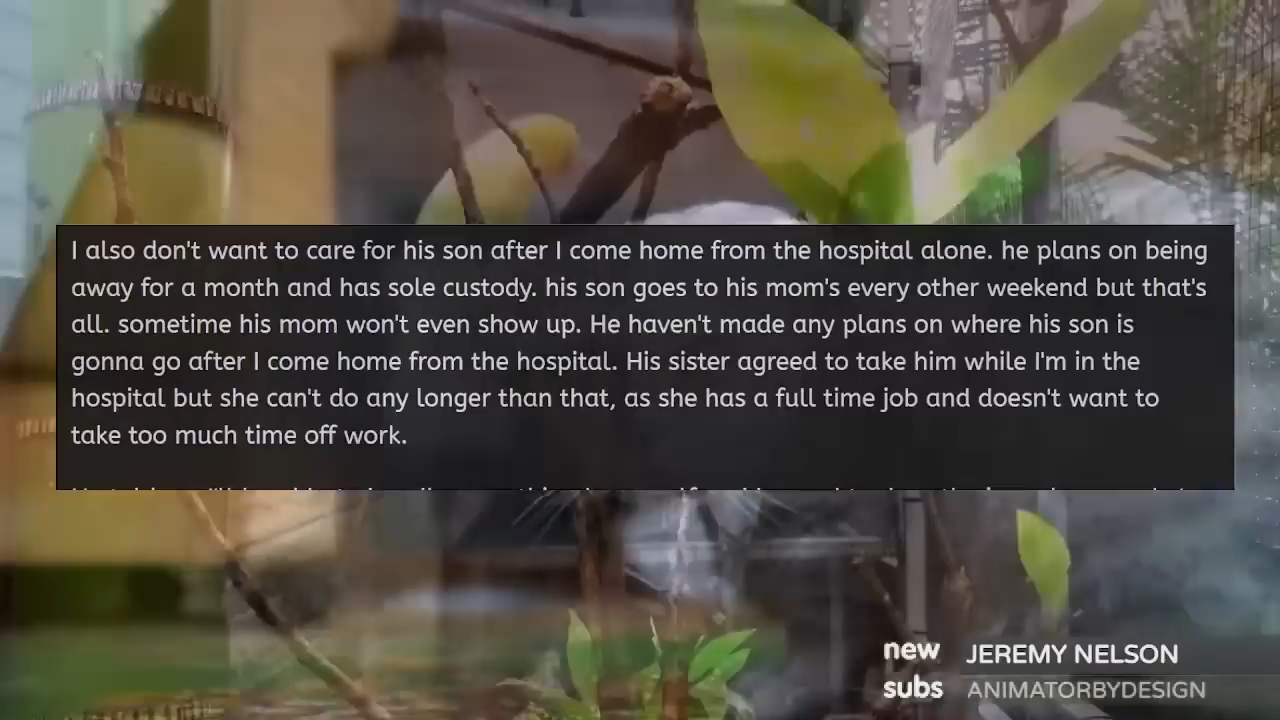 I also don't want to care for his son after I come home from the hospital alone. he plans on being
away for a month and has sole custody. his son goes to his mom's every other weekend but that's
all. sometime his mom won't even show up. He haven't made any plans on where his son is
gonna go after I come home from the hospital. His sister agreed to take him while I'm in the
hospital but she can't do any longer than that, as she has a full time job and doesn't want to
take too much time off work.
new JEREMY NELSON
subs ANIMATORBYDESIGN